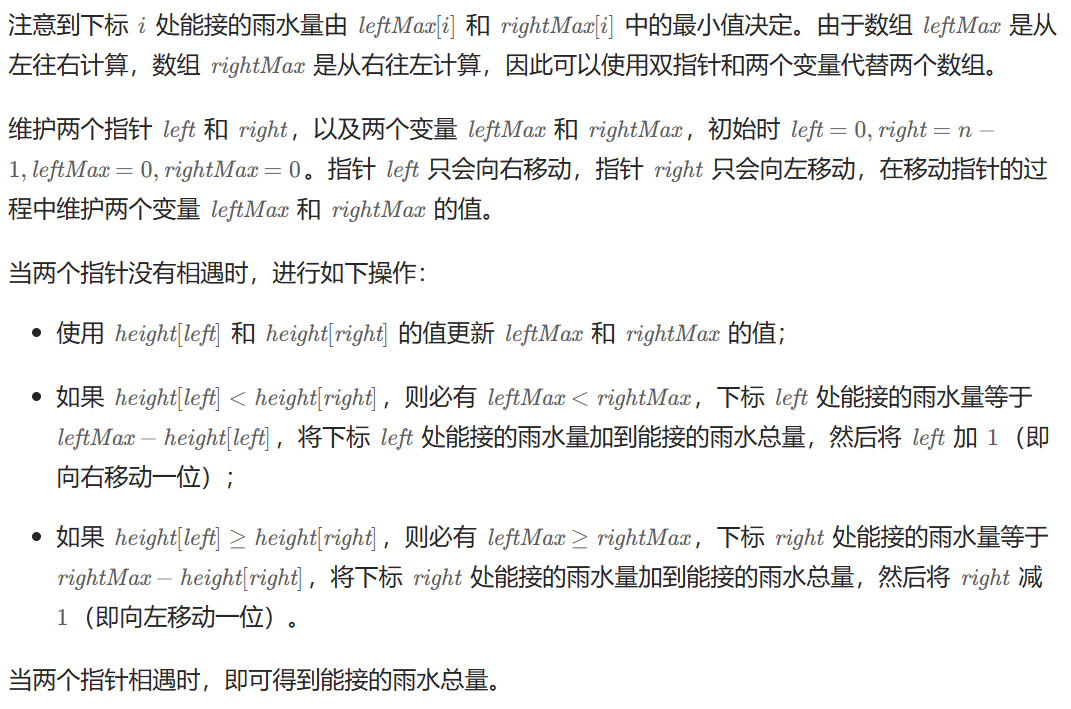 注意到下标 i 处能接的雨水量由 leftMax[i] 和 rightMax[i] 中的最小值决定。由于数组 leftMax 是从
左往右计算，数组 rightMax 是从右往左计算，因此可以使用双指针和两个变量代替两个数组。
维护两个指针 left 和 right，以及两个变量 leftMax 和 rightMax，初始时 left = 0, right = n −
1, leftMax = 0, rightMax = 0。指针 left 只会向右移动，指针 right 只会向左移动，在移动指针的过
程中维护两个变量 leftMax 和 rightMax 的值。
当两个指针没有相遇时，进行如下操作：
• 使用 height[left] 和 height[right] 的值更新 leftMax 和 rightMax 的值；
• 如果 height[left] < height[right]，则必有 leftMax < rightMax，下标 left 处能接的雨水量等于
leftMax − height[left]，将下标 left 处能接的雨水量加到能接的雨水总量，然后将 left 加 1（即
向右移动一位）；
• 如果 height[left] ≥ height[right]，则必有 leftMax ≥ rightMax，下标 right 处能接的雨水量等于
rightMax − height[right]，将下标 right 处能接的雨水量加到能接的雨水总量，然后将 right 减
1（即向左移动一位）。
当两个指针相遇时，即可得到能接的雨水总量。